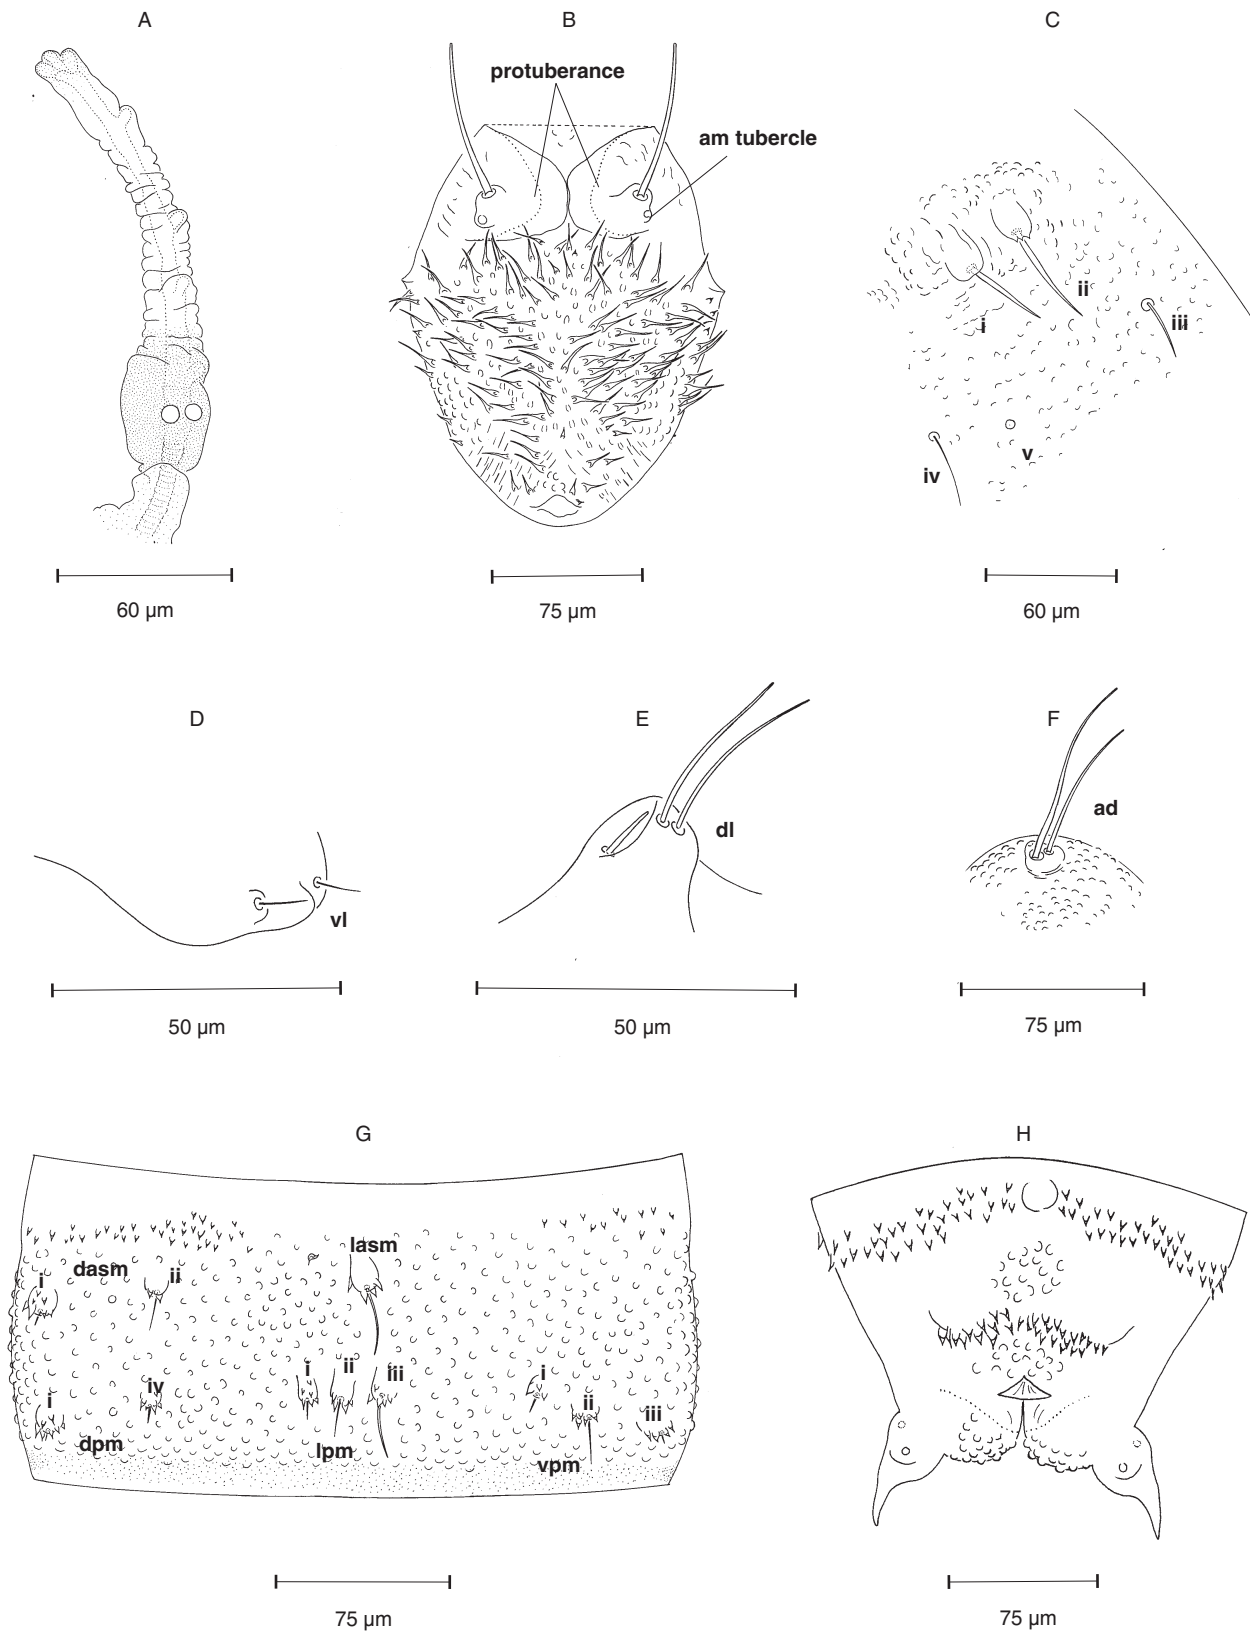 A
B
C
protuberance
am tubercle
i
ii
iii
iv
v
60 µm
75 µm
60 µm
D
E
F
vl
dl
ad
50 µm
50 µm
75 µm
G
H
lasm
dasm
i
ii
i
iv
i
ii
iii
i
ii
iii
dpm
lpm
vpm
75 µm
75 µm